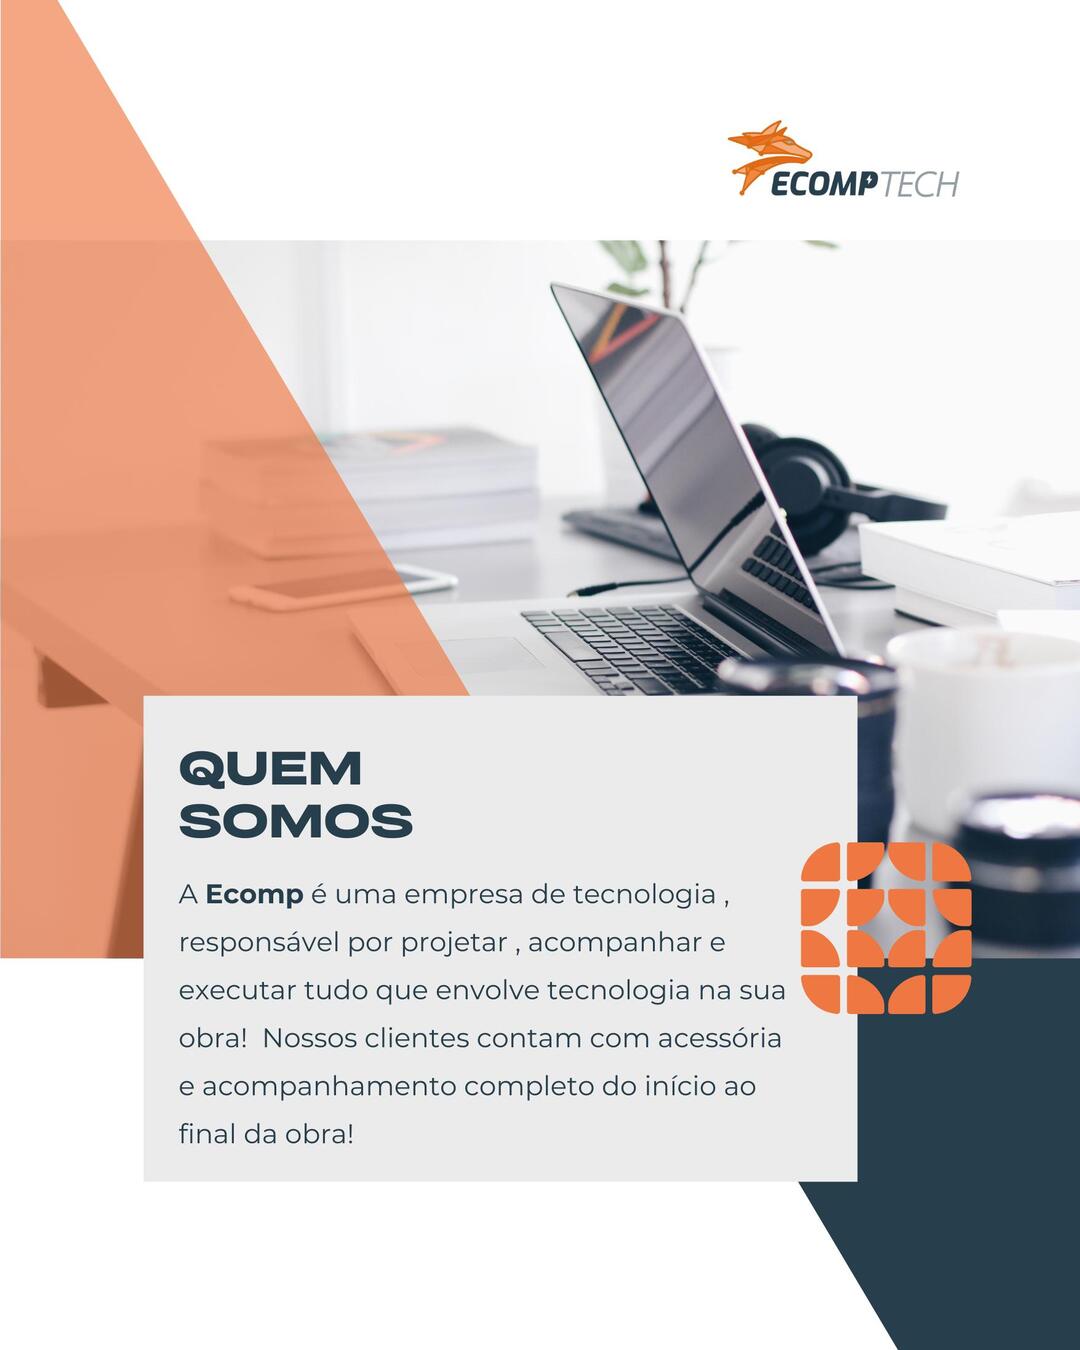 ECOMPTECH
QUEM
SOMOS
A Ecomp é uma empresa de tecnologia ,
responsável por projetar , acompanhar e
executar tudo que envolve tecnologia na sua
obra!  Nossos clientes contam com acessória
e acompanhamento completo do início ao
final da obra!